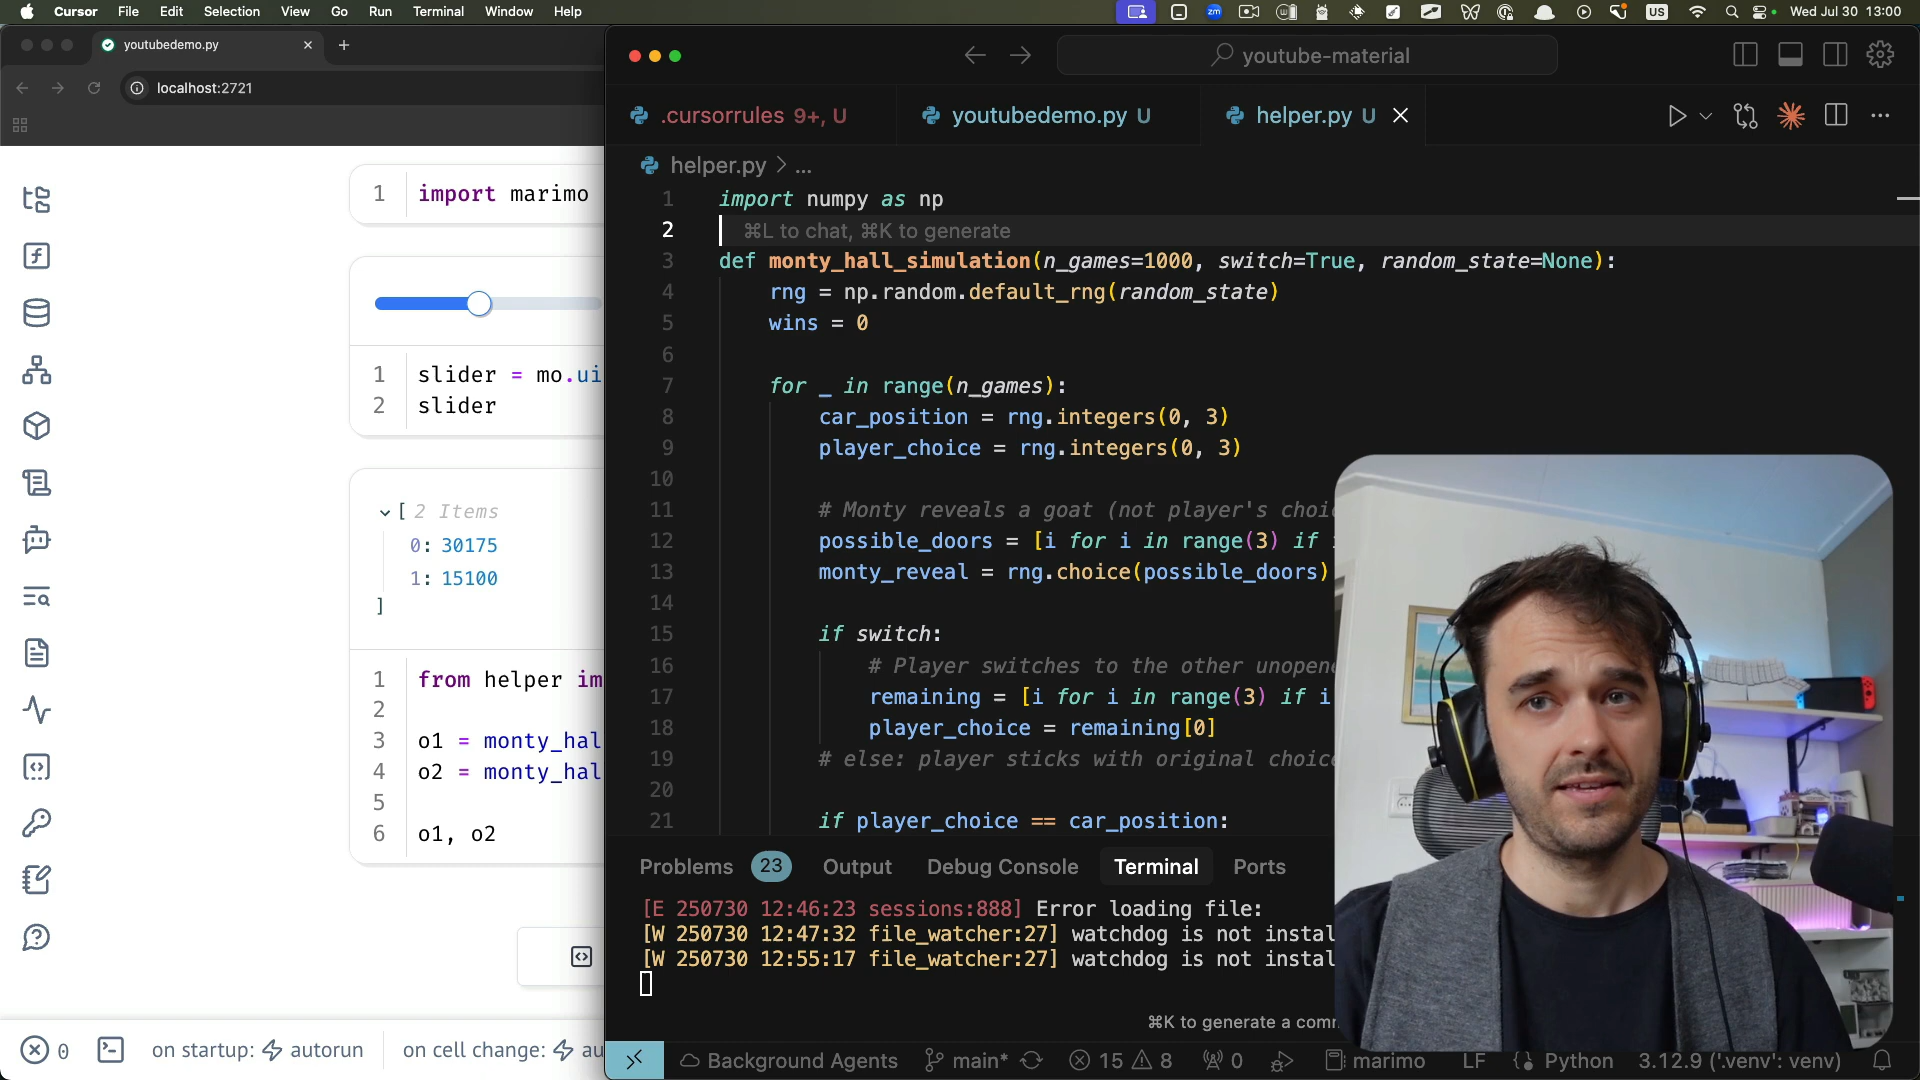 Cursor File Edit Selection View Go Run Terminal Window Help
zm US Wed Jul 30 13:00
youtubedemo.py
localhost:2721
1 import marimo
1 slider = mo.ui
2 slider
[ 2 Items
0: 30175
1: 15100
]
1 from helper im
2
3 o1 = monty_hal
4 o2 = monty_hal
5
6 o1, o2
0 on startup: autorun on cell change: au
youtube-material
.cursorrules 9+, U
youtubedemo.py U
helper.py U
helper.py > ...
1 import numpy as np
2 ⌘L to chat, ⌘K to generate
3 def monty_hall_simulation(n_games=1000, switch=True, random_state=None):
4 rng = np.random.default_rng(random_state)
5 wins = 0
6
7 for _ in range(n_games):
8 car_position = rng.integers(0, 3)
9 player_choice = rng.integers(0, 3)
10
11 # Monty reveals a goat (not player's choi
12 possible_doors = [i for i in range(3) if
13 monty_reveal = rng.choice(possible_doors)
14
15 if switch:
16 # Player switches to the other unopen
17 remaining = [i for i in range(3) if i
18 player_choice = remaining[0]
19 # else: player sticks with original choic
20
21 if player_choice == car_position:
Problems 23 Output Debug Console Terminal Ports
[E 250730 12:46:23 sessions:888] Error loading file:
[W 250730 12:47:32 file_watcher:27] watchdog is not instal
[W 250730 12:55:17 file_watcher:27] watchdog is not instal
⌘K to generate a com
Background Agents main* 15 8 0 marimo LF Python 3.12.9 ('.venv': venv)